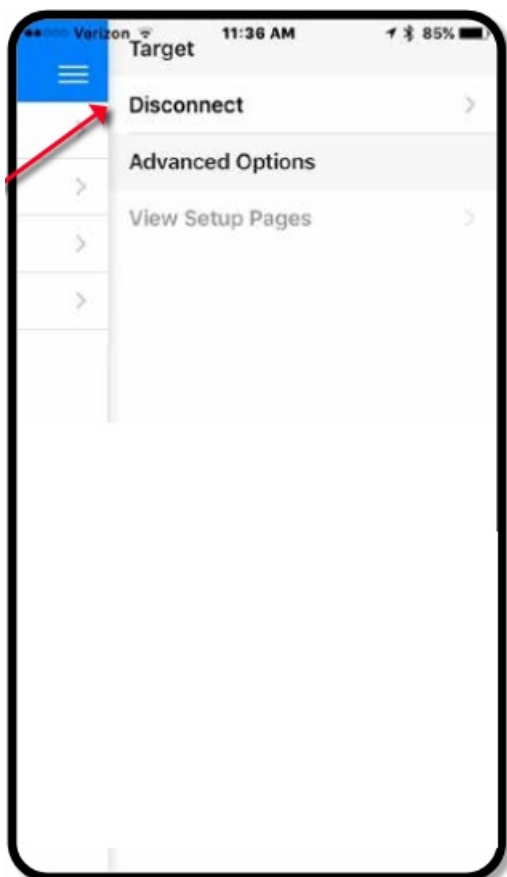 Verizon 11:36 AM 85%
Target
Disconnect
Advanced Options
View Setup Pages